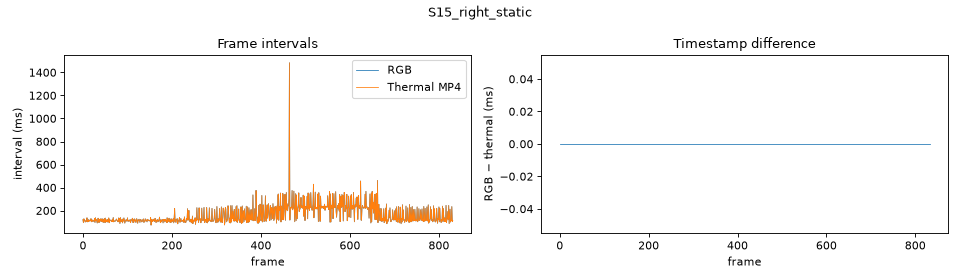 S15_right_static
Frame intervals
interval (ms)
1400
1200
1000
800
600
400
200
0
200
400
600
800
frame
RGB
Thermal MP4
Timestamp difference
RGB − thermal (ms)
0.04
0.02
0.00
−0.02
−0.04
0
200
400
600
800
frame